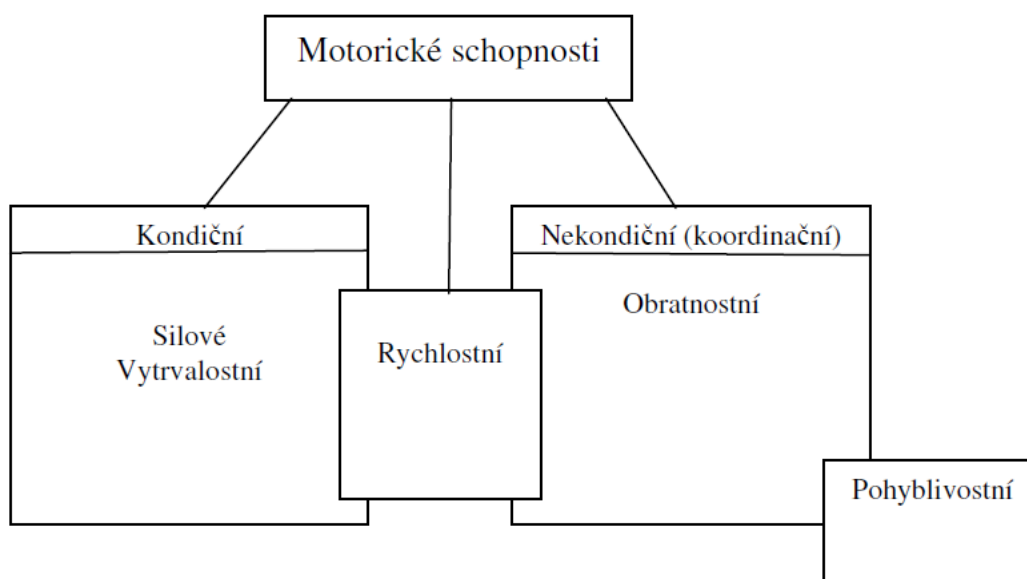 Motorické schopnosti
Kondiční
Nekondiční (koordinační)
Silové
Vytrvalostní
Rychlostní
Obratnostní
Pohyblivostní